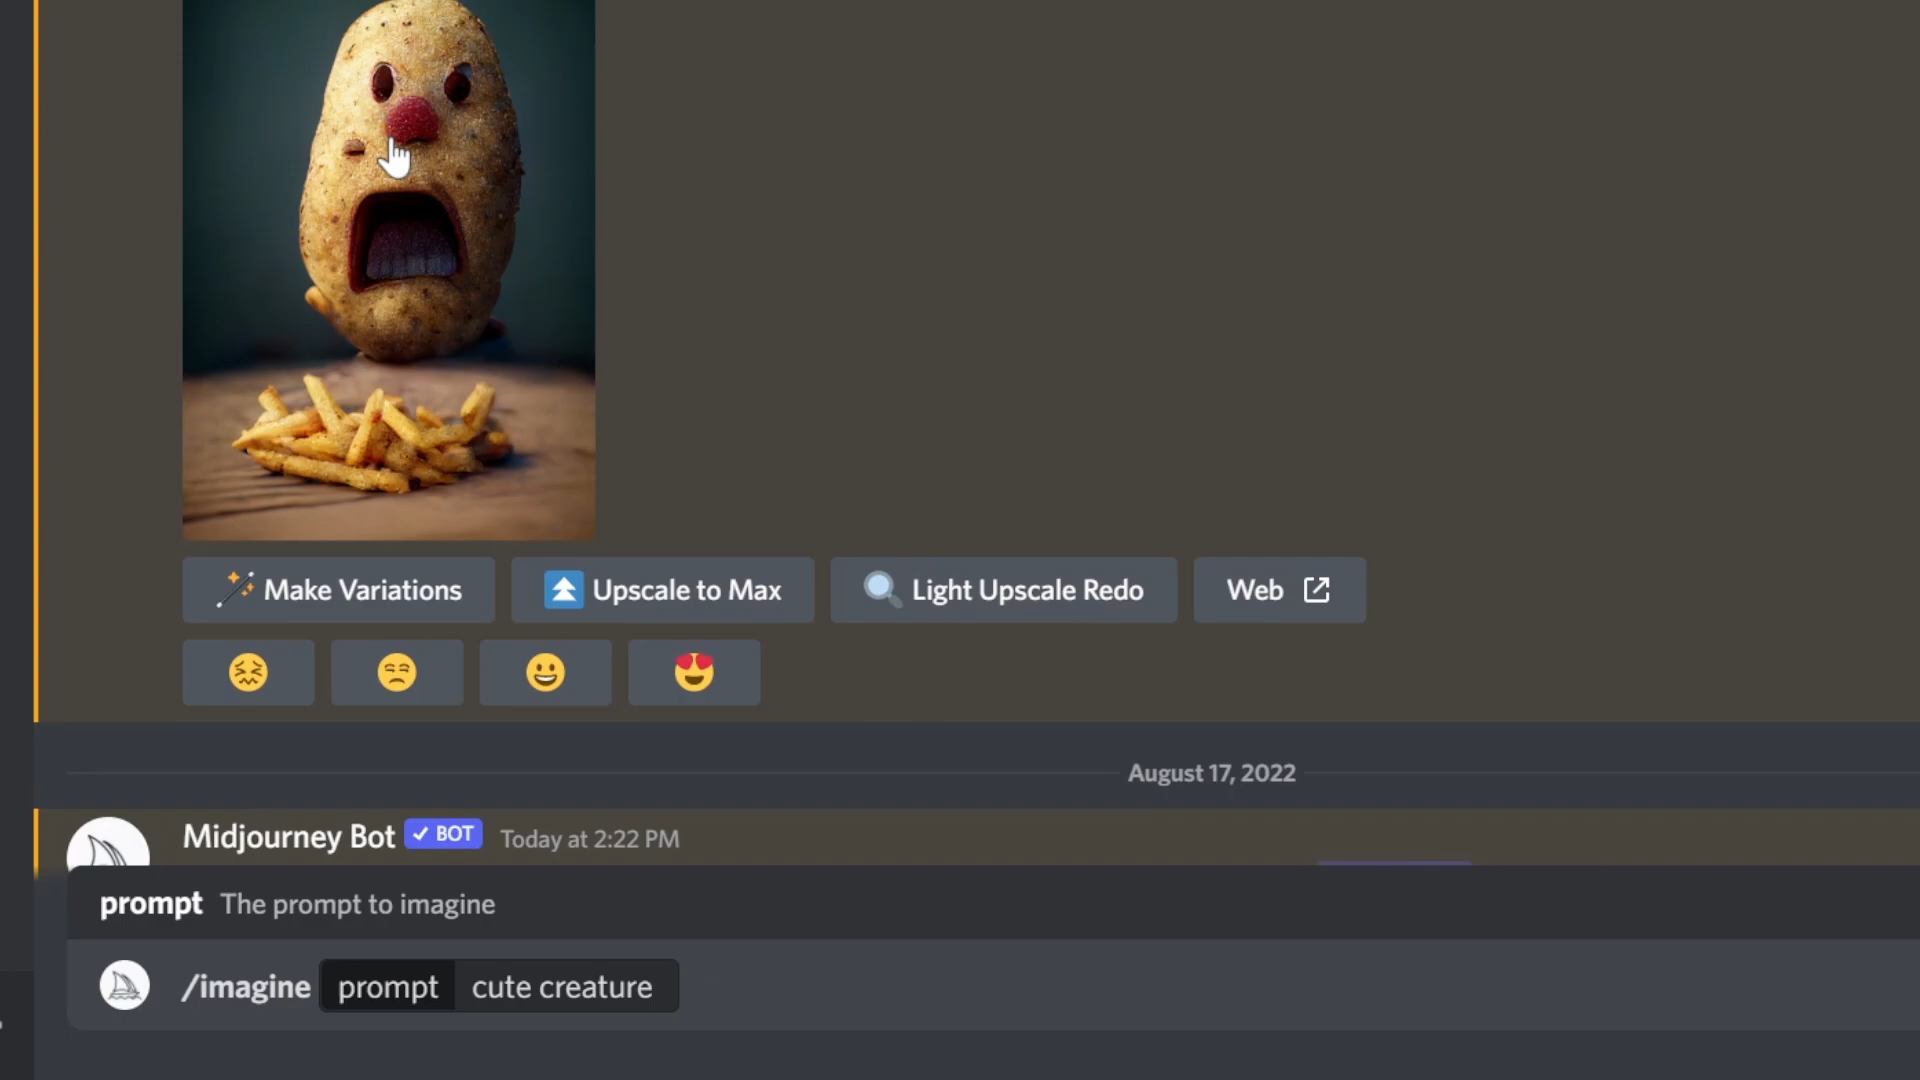 Make Variations
Upscale to Max
Light Upscale Redo
Web
August 17, 2022
Midjourney Bot BOT Today at 2:22 PM
prompt The prompt to imagine
/imagine prompt cute creature